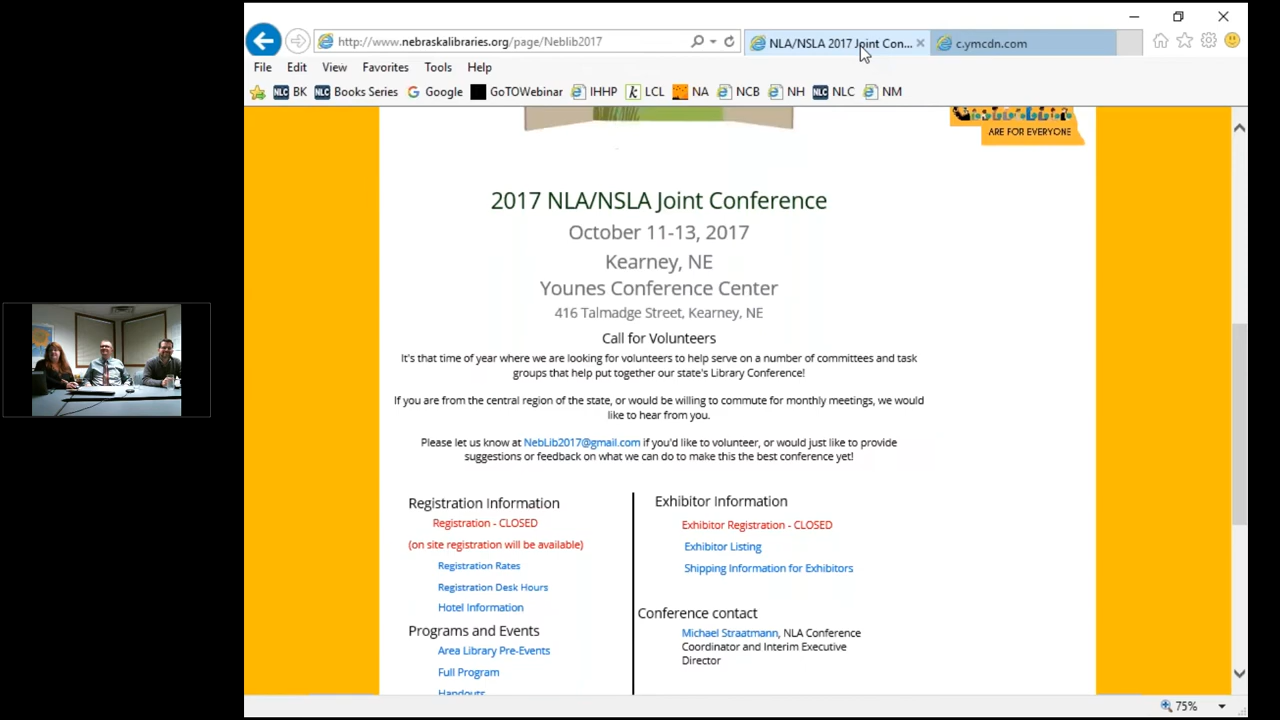 http://www.nebraskalibraries.org/page/Neblib2017
NLA/NSLA 2017 Joint Con...
c.ymcdn.com
File Edit View Favorites Tools Help
BK Books Series Google GoTOWebinar IHHP LCL NA NCB NH NLC NM
ARE FOR EVERYONE
2017 NLA/NSLA Joint Conference
October 11-13, 2017
Kearney, NE
Younes Conference Center
416 Talmadge Street, Kearney, NE
Call for Volunteers
It's that time of year where we are looking for volunteers to help serve on a number of committees and task
groups that help put together our state's Library Conference!
If you are from the central region of the state, or would be willing to commute for monthly meetings, we would
like to hear from you.
Please let us know at NebLib2017@gmail.com if you'd like to volunteer, or would just like to provide
suggestions or feedback on what we can do to make this the best conference yet!
Registration Information
Registration - CLOSED
(on site registration will be available)
Registration Rates
Registration Desk Hours
Hotel Information
Programs and Events
Area Library Pre-Events
Full Program
Handouts
Exhibitor Information
Exhibitor Registration - CLOSED
Exhibitor Listing
Shipping Information for Exhibitors
Conference contact
Michael Straatmann, NLA Conference
Coordinator and Interim Executive
Director
75%